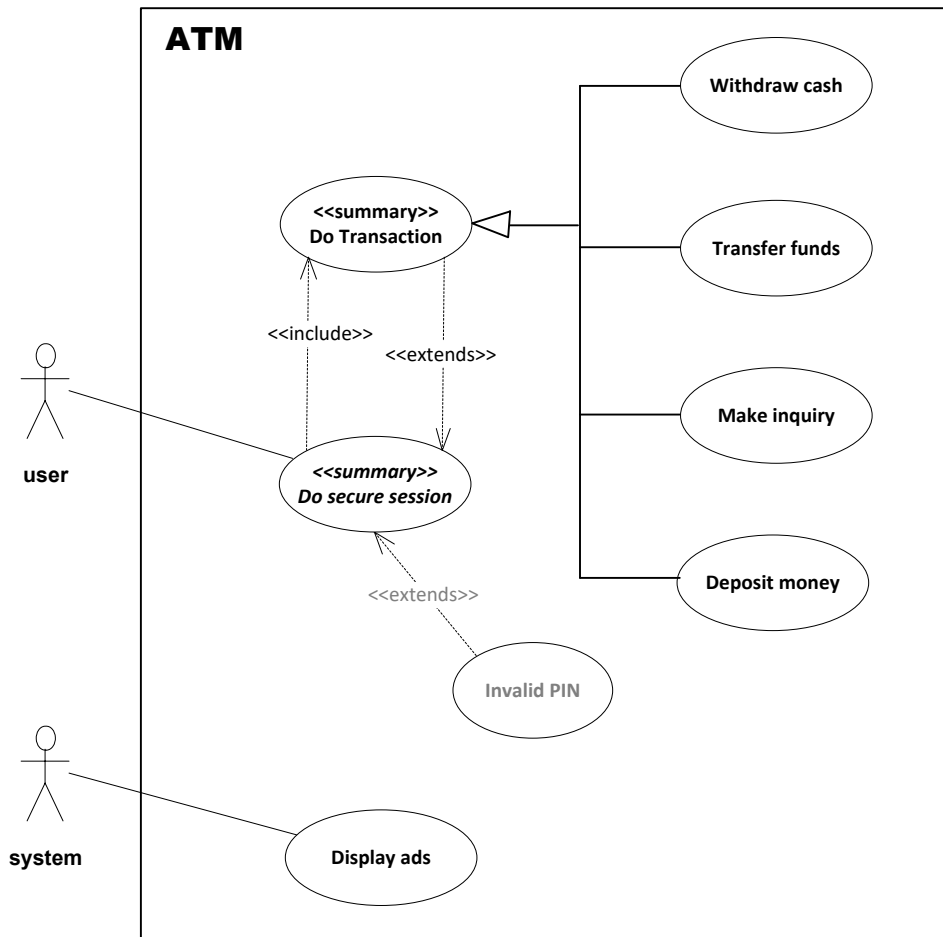 ATM
Withdraw cash
<<summary>>
Do Transaction
Transfer funds
<<include>>
<<extends>>
Make inquiry
user
<<summary>>
Do secure session
Deposit money
<<extends>>
Invalid PIN
system
Display ads